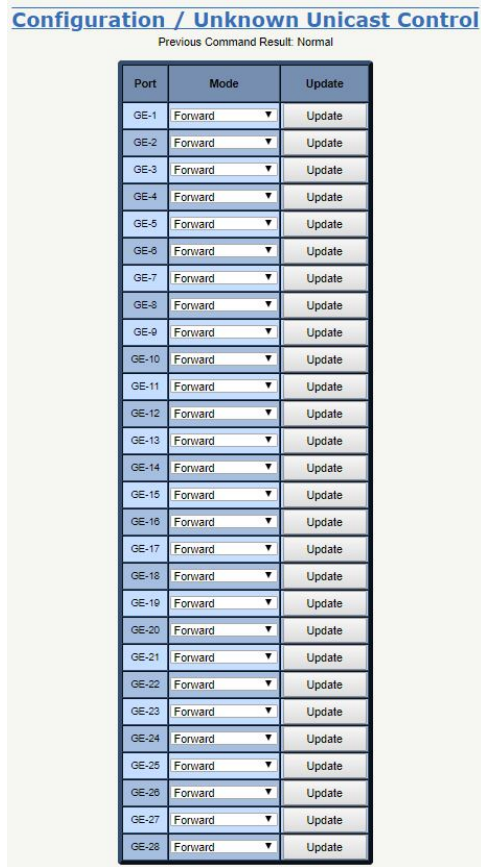 Configuration / Unknown Unicast Control
Previous Command Result: Normal
Port Mode Update
GE-1 Forward Update
GE-2 Forward Update
GE-3 Forward Update
GE-4 Forward Update
GE-5 Forward Update
GE-6 Forward Update
GE-7 Forward Update
GE-8 Forward Update
GE-9 Forward Update
GE-10 Forward Update
GE-11 Forward Update
GE-12 Forward Update
GE-13 Forward Update
GE-14 Forward Update
GE-15 Forward Update
GE-16 Forward Update
GE-17 Forward Update
GE-18 Forward Update
GE-19 Forward Update
GE-20 Forward Update
GE-21 Forward Update
GE-22 Forward Update
GE-23 Forward Update
GE-24 Forward Update
GE-25 Forward Update
GE-26 Forward Update
GE-27 Forward Update
GE-28 Forward Update